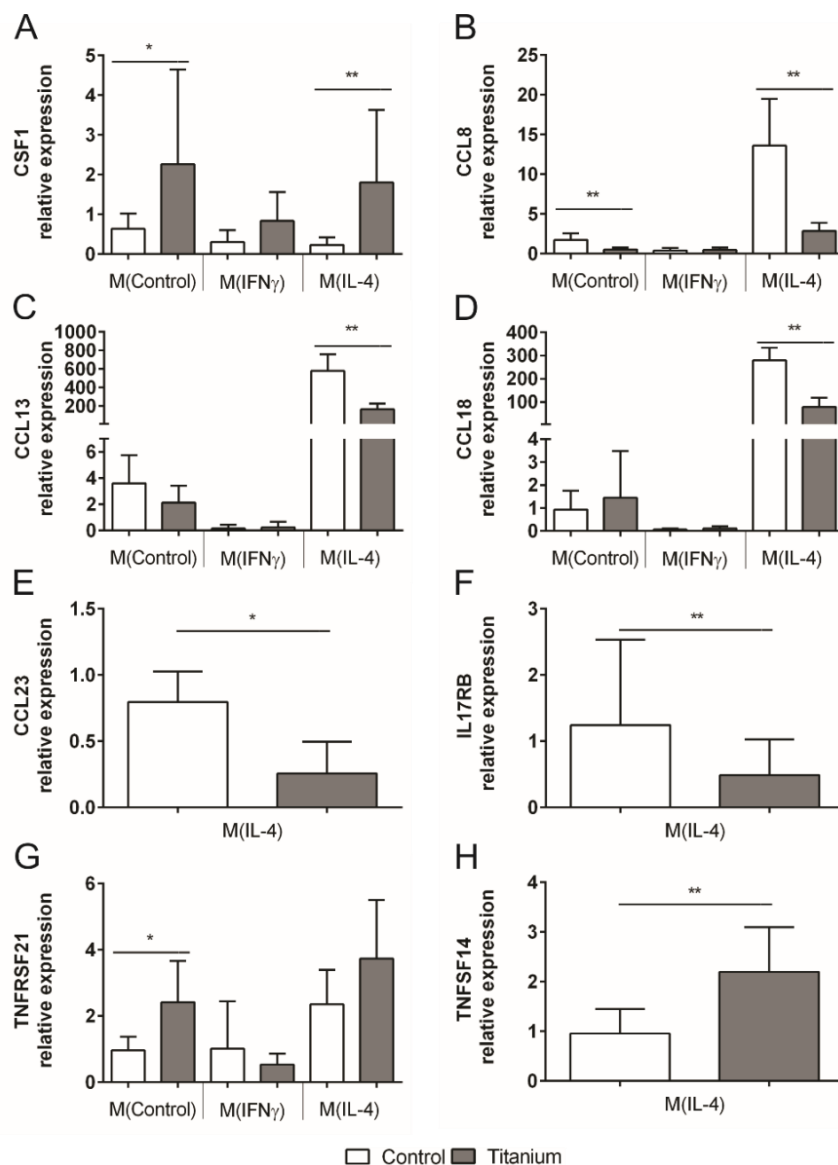 A
CSF1
relative expression
5
4
3
2
1
0
*
**
M(Control)
M(IFNγ)
M(IL-4)
B
CCL8
relative expression
25
20
15
10
5
0
**
**
M(Control)
M(IFNγ)
M(IL-4)
C
CCL13
relative expression
1000
800
600
400
200
6
4
2
0
**
M(Control)
M(IFNγ)
M(IL-4)
D
CCL18
relative expression
400
300
200
100
4
3
2
1
0
**
M(Control)
M(IFNγ)
M(IL-4)
E
CCL23
relative expression
1.5
1.0
0.5
0.0
*
M(IL-4)
F
IL17RB
relative expression
3
2
1
0
**
M(IL-4)
G
TNFRSF21
relative expression
6
4
2
0
*
M(Control)
M(IFNγ)
M(IL-4)
H
TNFSF14
relative expression
4
3
2
1
0
**
M(IL-4)
Control
Titanium